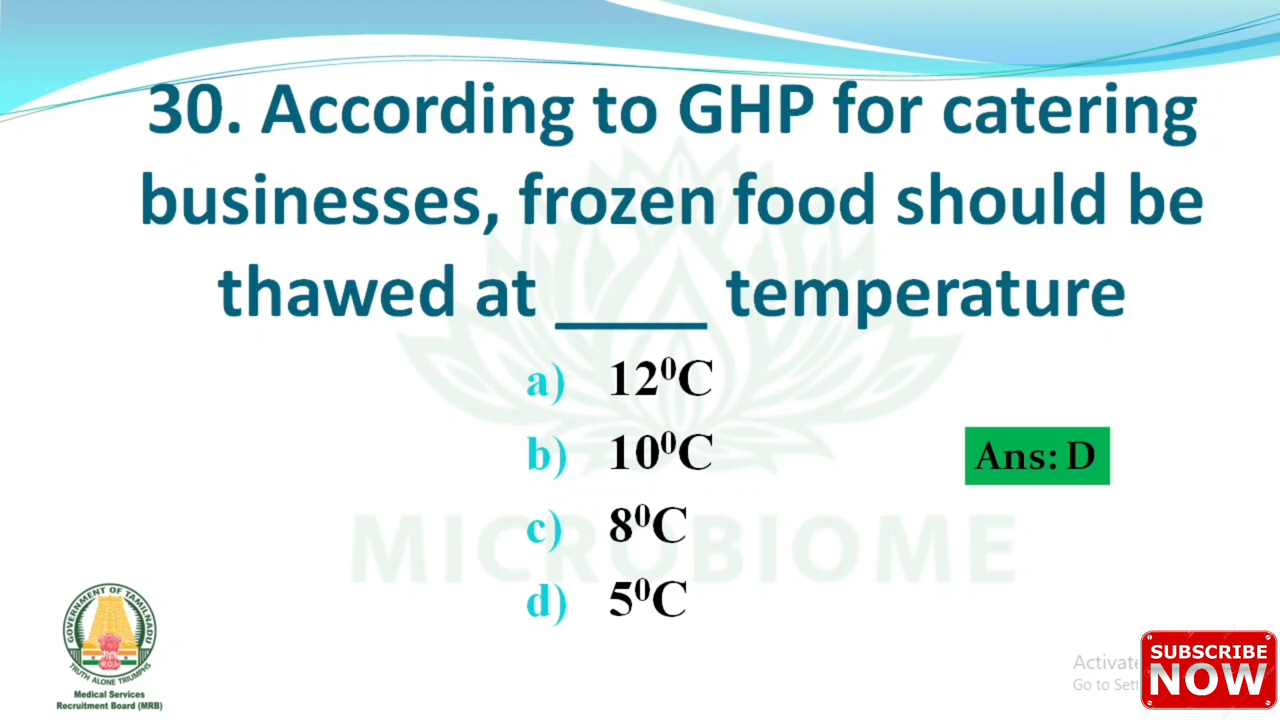 30. According to GHP for catering
businesses, frozen food should be
thawed at _____ temperature
a) 12⁰C
b) 10⁰C
Ans: D
c) 8⁰C
d) 5⁰C
MICROBIOME
GOVERNMENT OF TAMILNADU
TRUTH ALONE TRIUMPHS
Medical Services
Recruitment Board (MRB)
Activate
Go to Sett
SUBSCRIBE
NOW